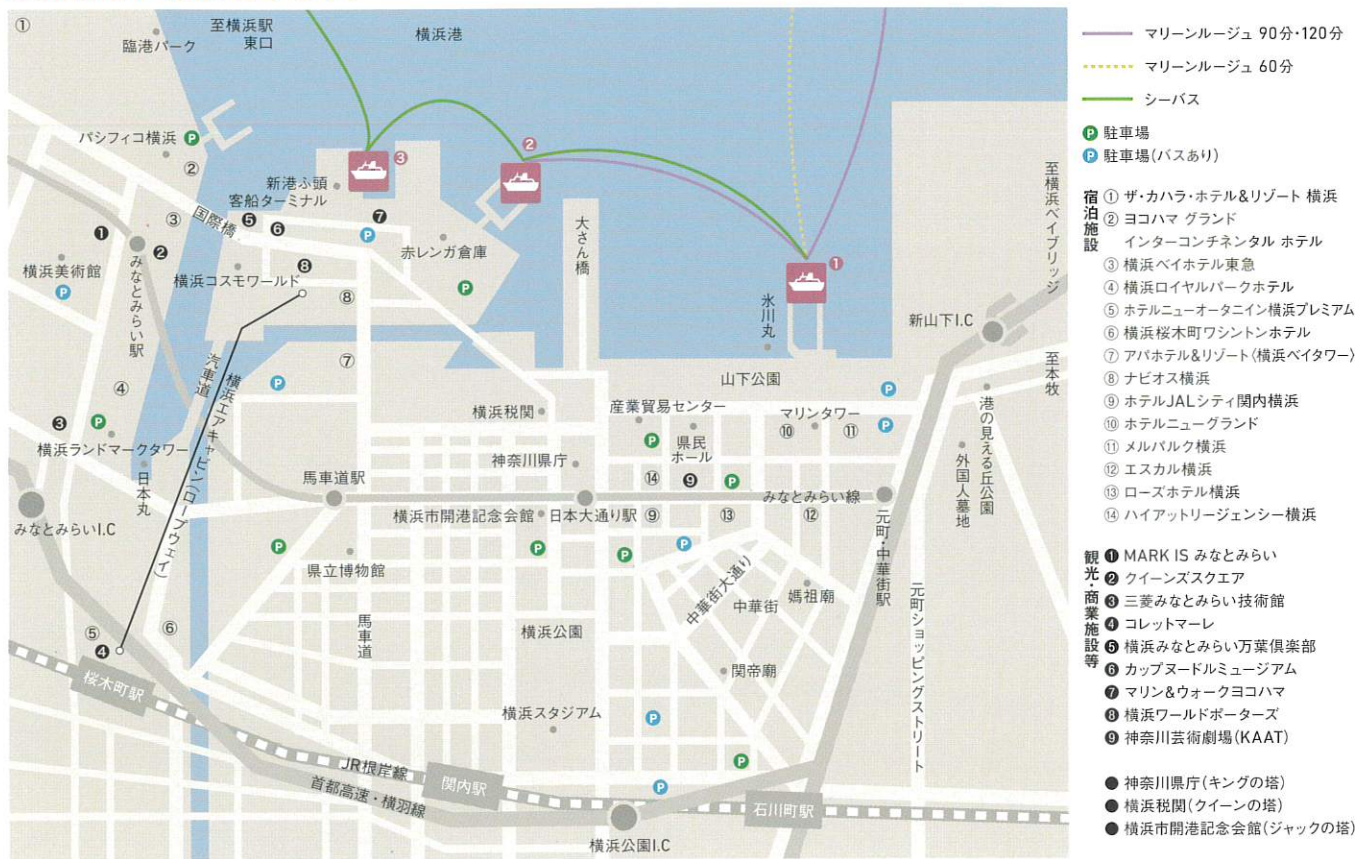 ①
臨港パーク
至横浜駅
東口
横浜港
パシフィコ横浜
P
②
③
②
新港ふ頭
客船ターミナル
国際橋
③
❺
❻
❼
P
赤レンガ倉庫
大さん橋
①
氷川丸
新山下I.C
至横浜ベイブリッジ
至本牧
❶
❷
横浜美術館
P
みなとみらい駅
横浜コスモワールド
❽
⑧
P
⑦
P
汽車道
横浜エアキャビン(ロープウェイ)
④
❸
P
横浜ランドマークタワー
日本丸
みなとみらいI.C
山下公園
P
横浜税関
産業貿易センター
マリンタワー
P
県民
ホール
⑩
⑪
P
港の見える丘公園
外国人墓地
神奈川県庁
馬車道駅
⑭
❾
P
みなとみらい線
横浜市開港記念会館
日本大通り駅
⑨
⑬
⑫
元町・中華街駅
P
県立博物館
P
P
P
中華街大通り
中華街
媽祖廟
馬車道
横浜公園
関帝廟
元町ショッピングストリート
⑤
❹
⑥
桜木町駅
横浜スタジアム
P
P
JR根岸線
首都高速・横羽線
関内駅
P
石川町駅
横浜公園I.C
マリーンルージュ 90分・120分
マリーンルージュ 60分
シーバス
P 駐車場
P 駐車場(バスあり)
宿泊施設
① ザ・カハラ・ホテル&リゾート 横浜
② ヨコハマ グランド
インターコンチネンタル ホテル
③ 横浜ベイホテル東急
④ 横浜ロイヤルパークホテル
⑤ ホテルニューオータニイン横浜プレミアム
⑥ 横浜桜木町ワシントンホテル
⑦ アパホテル&リゾート〈横浜ベイタワー〉
⑧ ナビオス横浜
⑨ ホテルJALシティ関内横浜
⑩ ホテルニューグランド
⑪ メルパルク横浜
⑫ エスカル横浜
⑬ ローズホテル横浜
⑭ ハイアットリージェンシー横浜
観光・商業施設等
❶ MARK IS みなとみらい
❷ クイーンズスクエア
❸ 三菱みなとみらい技術館
❹ コレットマーレ
❺ 横浜みなとみらい万葉倶楽部
❻ カップヌードルミュージアム
❼ マリン&ウォークヨコハマ
❽ 横浜ワールドポーターズ
❾ 神奈川芸術劇場(KAAT)
● 神奈川県庁(キングの塔)
● 横浜税関(クイーンの塔)
● 横浜市開港記念会館(ジャックの塔)